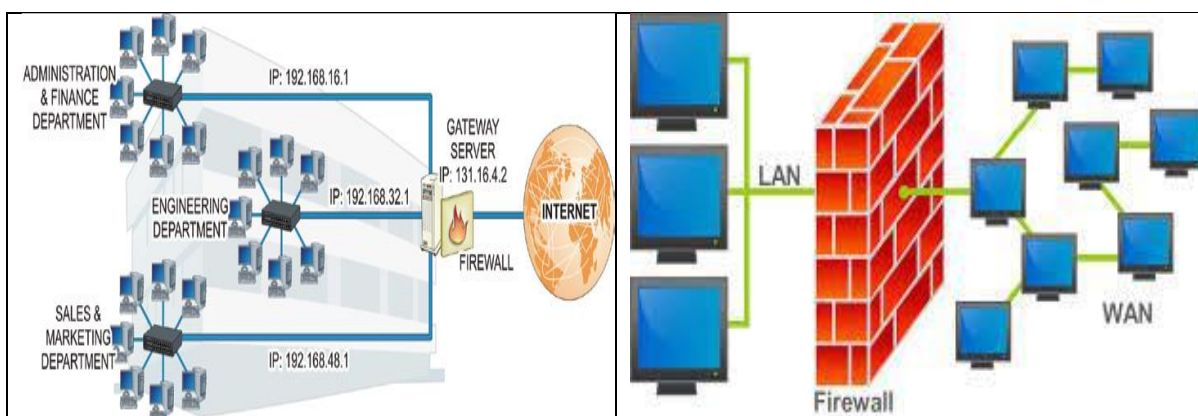 ADMINISTRATION
& FINANCE
DEPARTMENT
IP: 192.168.16.1
GATEWAY
SERVER
IP: 131.16.4.2
ENGINEERING
DEPARTMENT
IP: 192.168.32.1
INTERNET
FIREWALL
SALES &
MARKETING
DEPARTMENT
IP: 192.168.48.1
LAN
WAN
Firewall